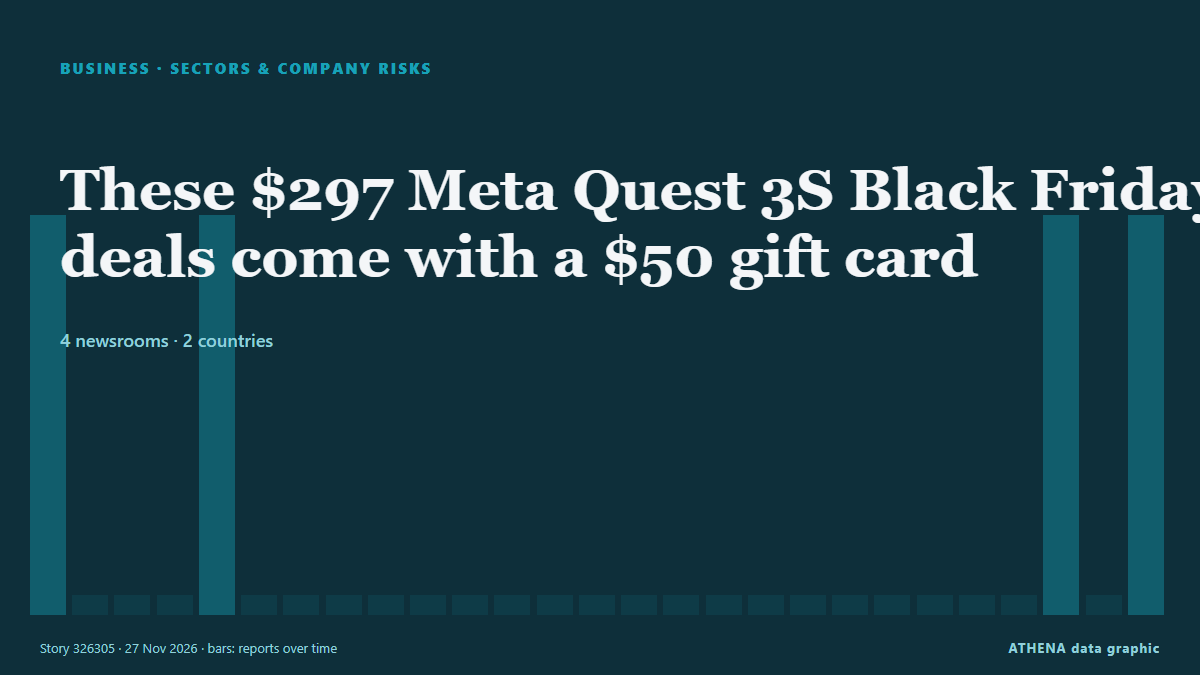 BUSINESS · SECTORS & COMPANY RISKS
These $297 Meta Quest 3S Black Friday
deals come with a $50 gift card
4 newsrooms · 2 countries
Story 326305 · 27 Nov 2026 · bars: reports over time
ATHENA data graphic